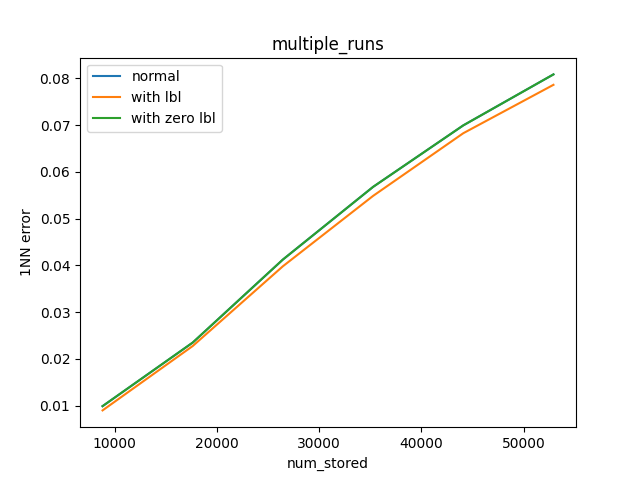 multiple_runs
normal
with lbl
with zero lbl
0.08
0.07
0.06
0.05
0.04
0.03
0.02
0.01
1NN error
10000 20000 30000 40000 50000
num_stored